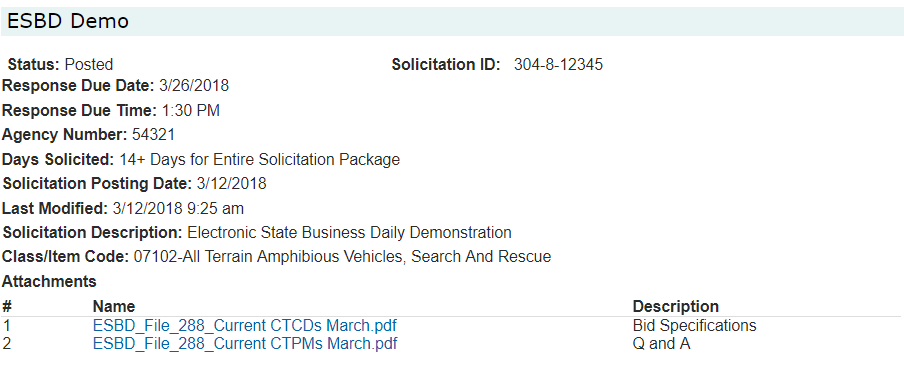 ESBD Demo
Status: Posted Solicitation ID: 304-8-12345
Response Due Date: 3/26/2018
Response Due Time: 1:30 PM
Agency Number: 54321
Days Solicited: 14+ Days for Entire Solicitation Package
Solicitation Posting Date: 3/12/2018
Last Modified: 3/12/2018 9:25 am
Solicitation Description: Electronic State Business Daily Demonstration
Class/Item Code: 07102-All Terrain Amphibious Vehicles, Search And Rescue
Attachments
# Name Description
1 ESBD_File_288_Current CTCDs March.pdf Bid Specifications
2 ESBD_File_288_Current CTPMs March.pdf Q and A